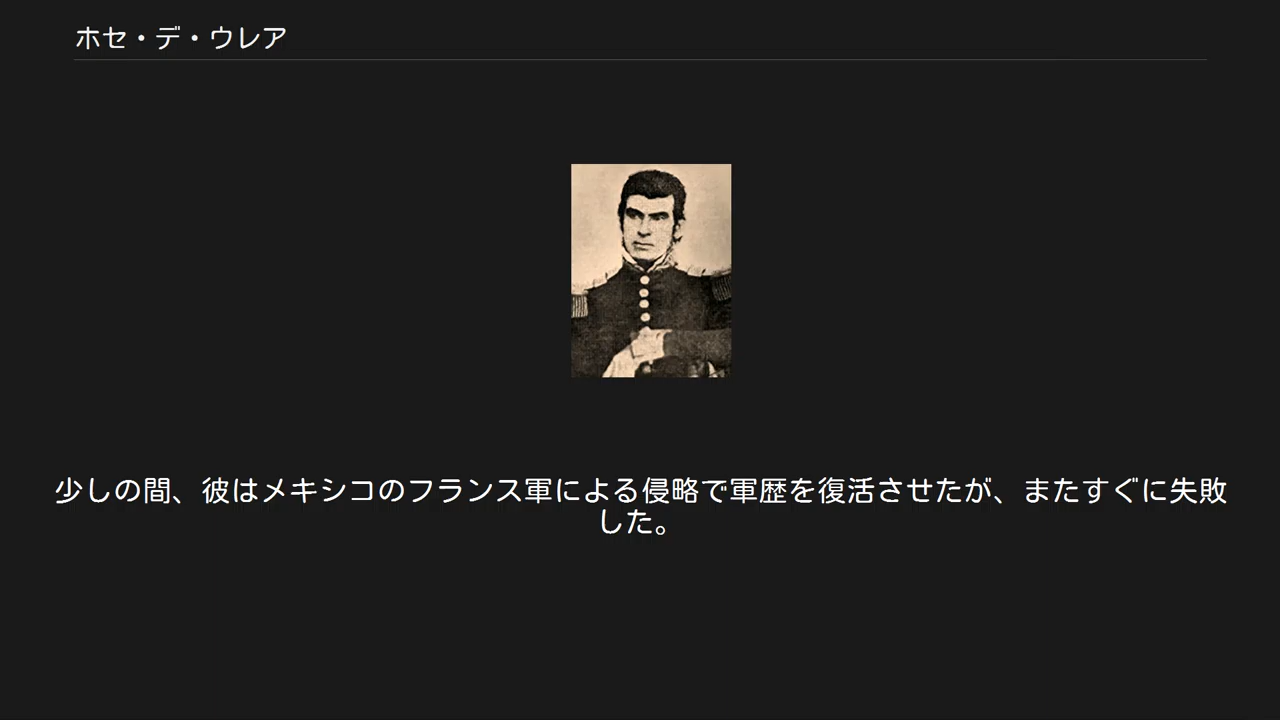 ホセ・デ・ウレア
少しの間、彼はメキシコのフランス軍による侵略で軍歴を復活させたが、またすぐに失敗
した。